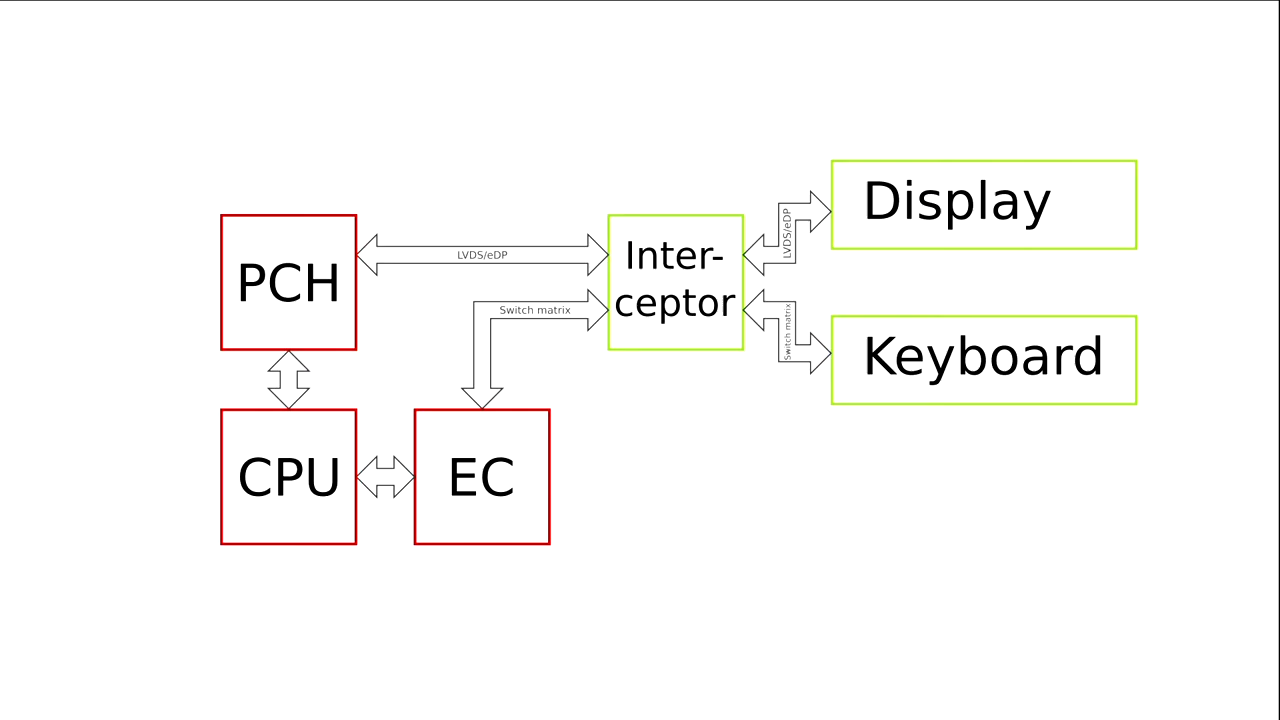 Display
LVDS/eDP
PCH
LVDS/eDP
Inter-
ceptor
Switch matrix
Switch matrix
Keyboard
CPU
EC